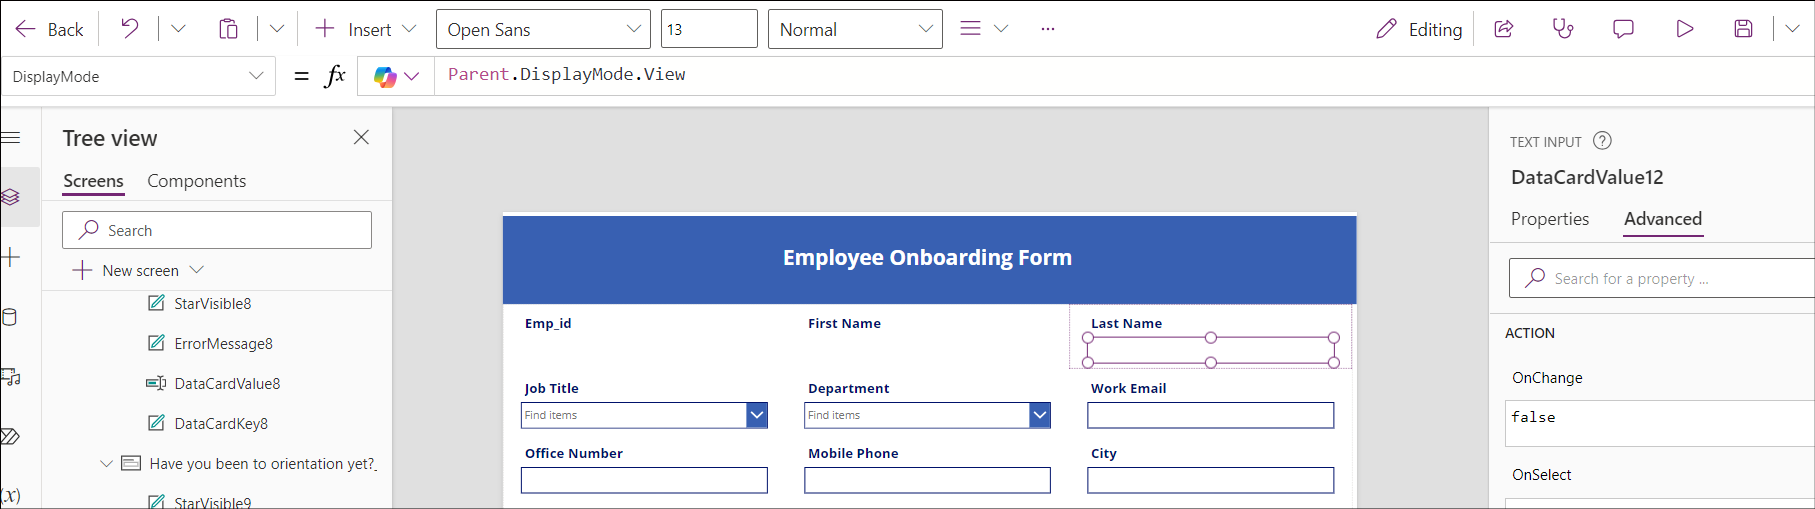 Back
Insert
Open Sans
13
Normal
...
Editing
DisplayMode
= fx
Parent.DisplayMode.View
Tree view
Screens
Components
Search
New screen
StarVisible8
ErrorMessage8
DataCardValue8
DataCardKey8
Have you been to orientation yet?_
StarVisible9
(x)
Employee Onboarding Form
Emp_id
First Name
Last Name
Job Title
Department
Work Email
Find items
Find items
Office Number
Mobile Phone
City
TEXT INPUT
?
DataCardValue12
Properties
Advanced
Search for a property ...
ACTION
OnChange
false
OnSelect